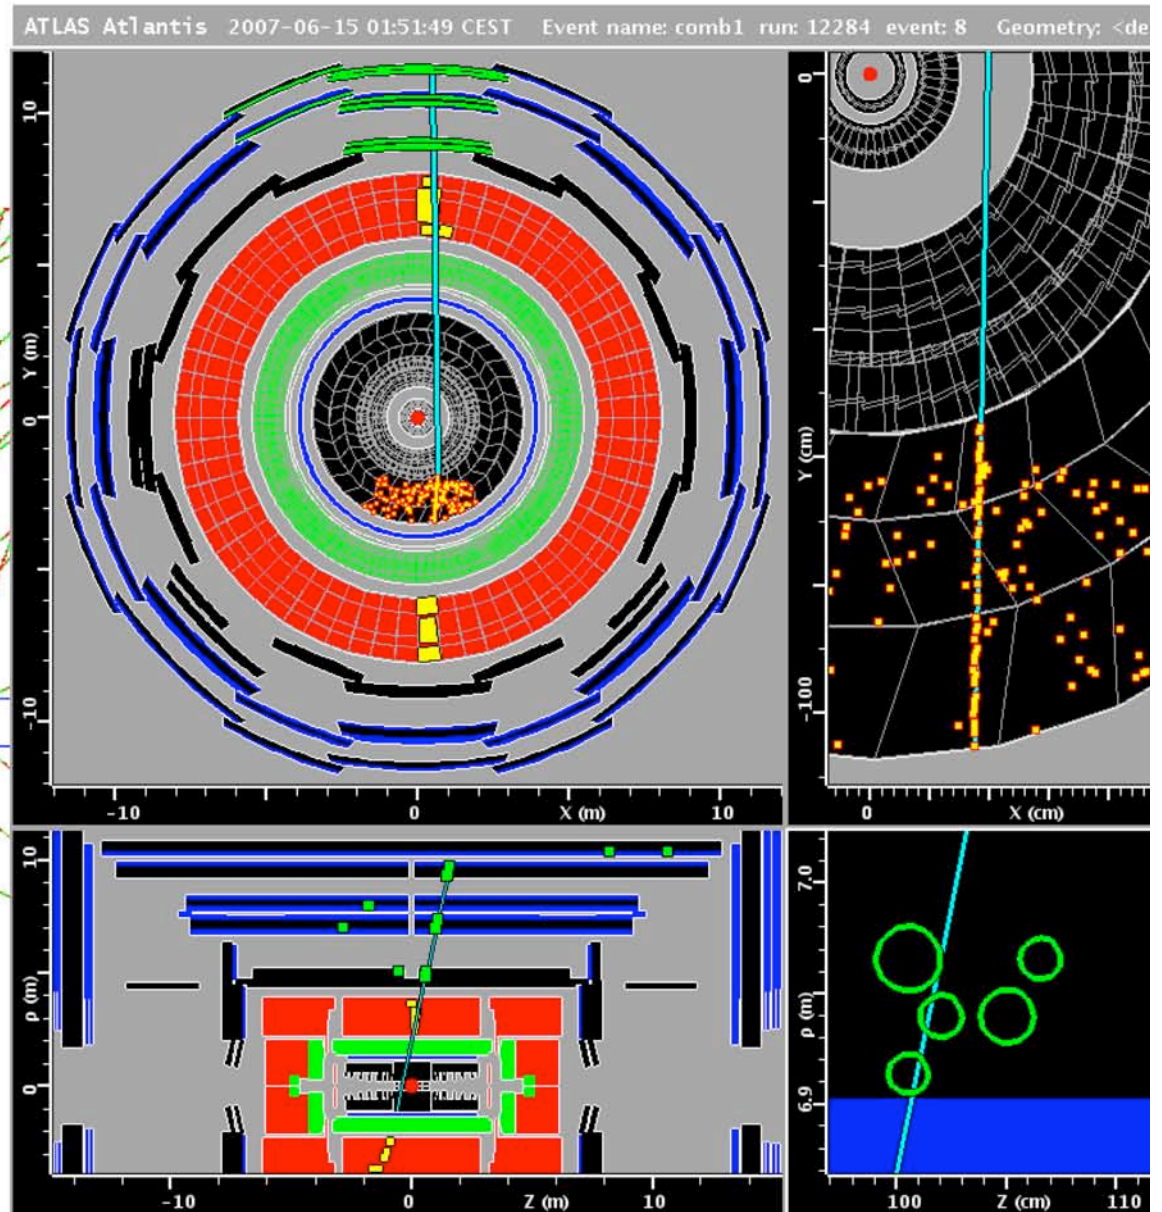 ATLAS Atlantis 2007-06-15 01:51:49 CEST Event name: comb1 run: 12284 event: 8 Geometry: <de
10
Y (m)
0
-10
-10 0 X (m) 10
0
Y (cm)
-100
0 X (cm)
10
ρ (m)
0
-10 0 Z (m) 10
7.0
ρ (m)
6.9
100 Z (cm) 110